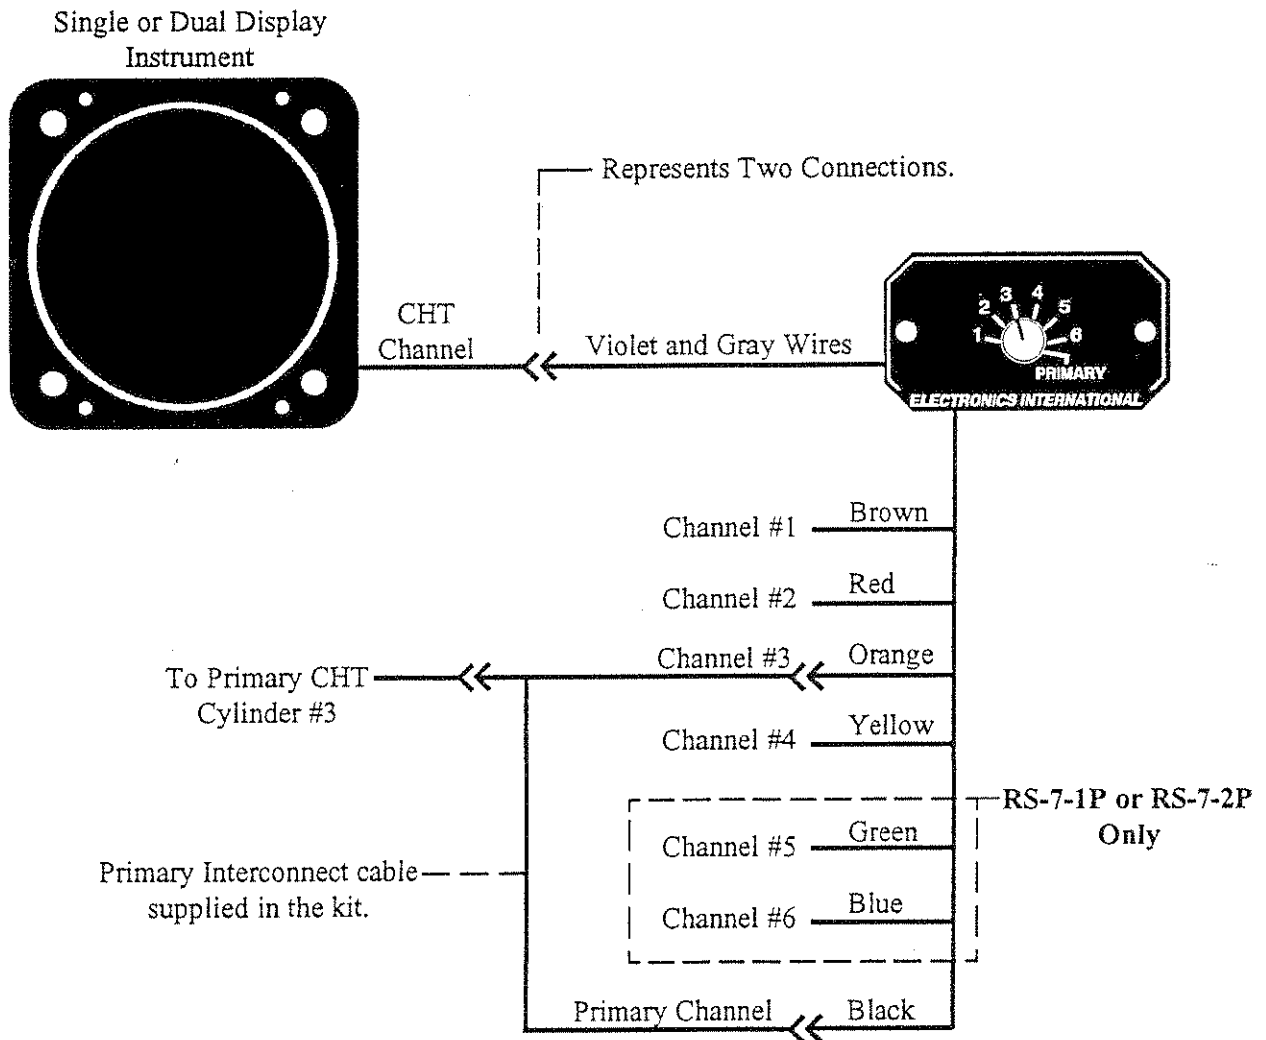 Single or Dual Display
Instrument
Represents Two Connections.
CHT
Channel
Violet and Gray Wires
1
2
3
4
5
6
PRIMARY
ELECTRONICS INTERNATIONAL
Channel #1
Brown
Channel #2
Red
Channel #3
Orange
To Primary CHT
Cylinder #3
Channel #4
Yellow
RS-7-1P or RS-7-2P
Only
Channel #5
Green
Primary Interconnect cable
supplied in the kit.
Channel #6
Blue
Primary Channel
Black